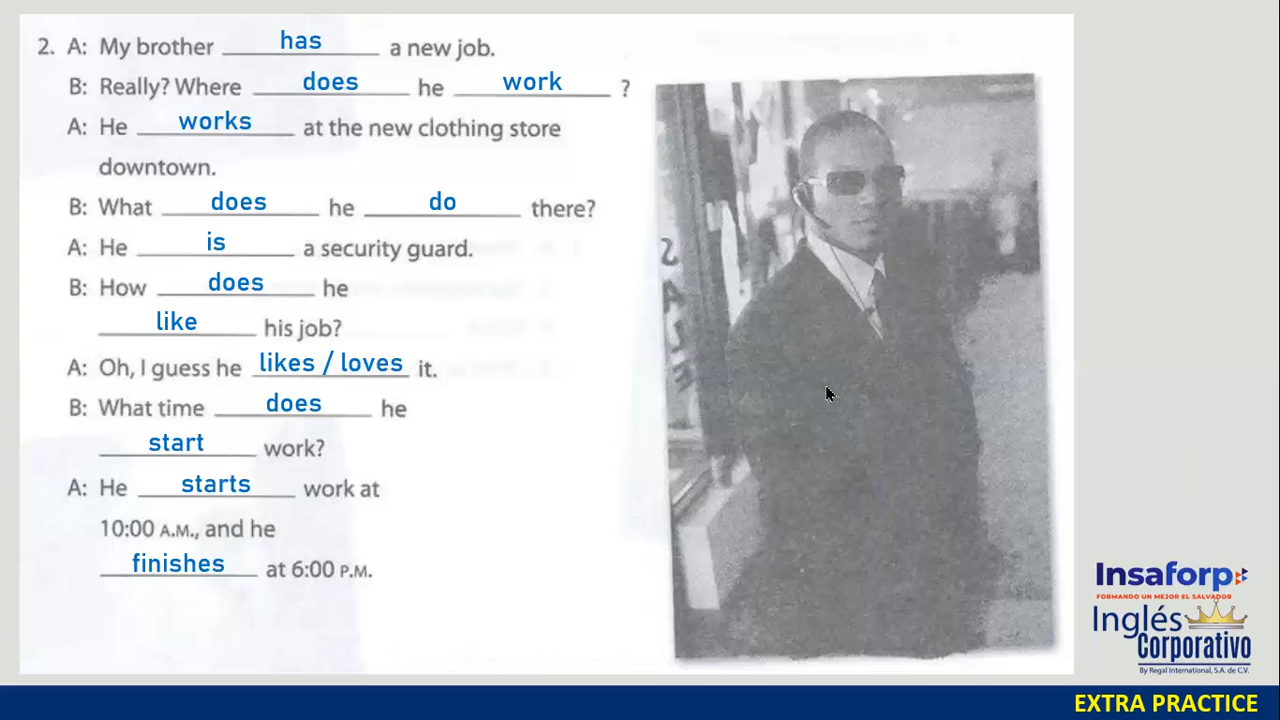 2. A: My brother has a new job.
B: Really? Where does he work ?
A: He works at the new clothing store
downtown.
B: What does he do there?
A: He is a security guard.
B: How does he
like his job?
A: Oh, I guess he likes / loves it.
B: What time does he
start work?
A: He starts work at
10:00 A.M., and he
finishes at 6:00 P.M.
SALE
Insaforp
FORMANDO UN MEJOR EL SALVADOR
Inglés
Corporativo
By Regal International, S.A. de C.V.
EXTRA PRACTICE